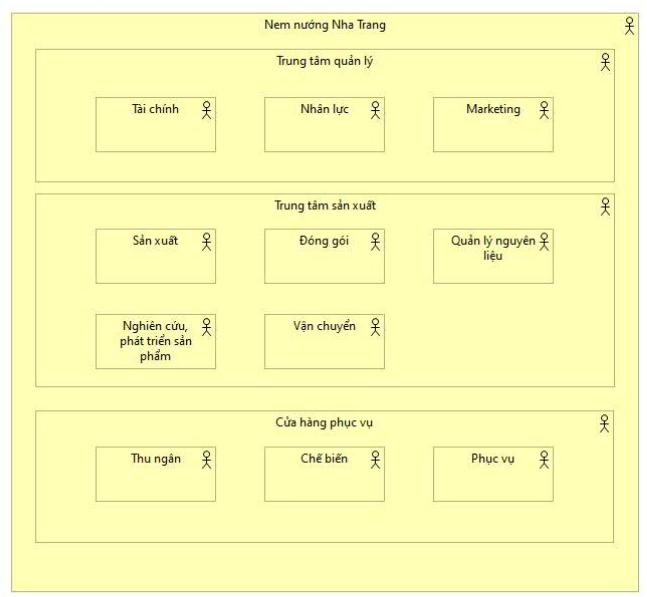 Nem nướng Nha Trang
Trung tâm quản lý
Tài chính
Nhân lực
Marketing
Trung tâm sản xuất
Sản xuất
Đóng gói
Quản lý nguyên
liệu
Nghiên cứu,
phát triển sản
phẩm
Vận chuyển
Cửa hàng phục vụ
Thu ngân
Chế biến
Phục vụ